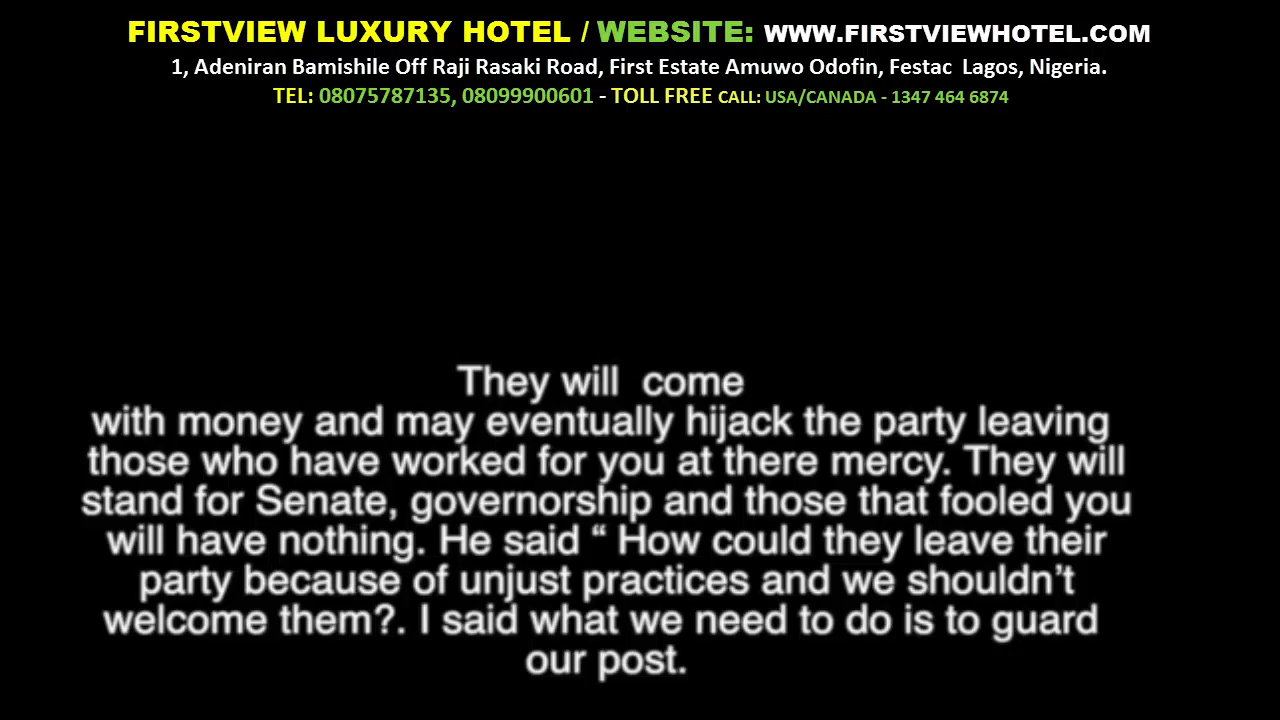 FIRSTVIEW LUXURY HOTEL / WEBSITE: WWW.FIRSTVIEWHOTEL.COM
1, Adeniran Bamishile Off Raji Rasaki Road, First Estate Amuwo Odofin, Festac Lagos, Nigeria.
TEL: 08075787135, 08099900601 - TOLL FREE CALL: USA/CANADA - 1347 464 6874
They will come
with money and may eventually hijack the party leaving
those who have worked for you at there mercy. They will
stand for Senate, governorship and those that fooled you
will have nothing. He said “ How could they leave their
party because of unjust practices and we shouldn’t
welcome them?. I said what we need to do is to guard
our post.